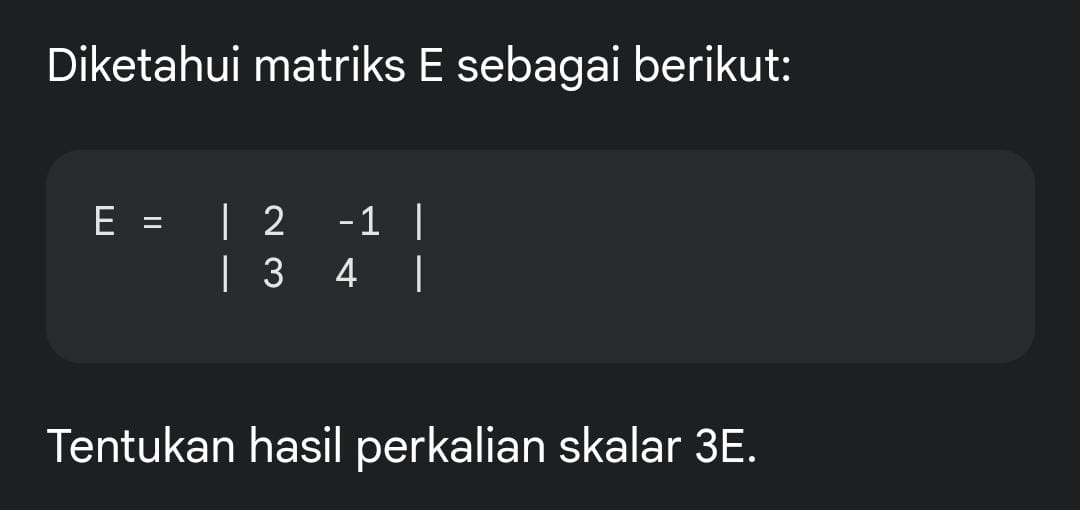 Diketahui matriks E sebagai berikut:
E = | 2 -1 |
| 3 4 |
Tentukan hasil perkalian skalar 3E.